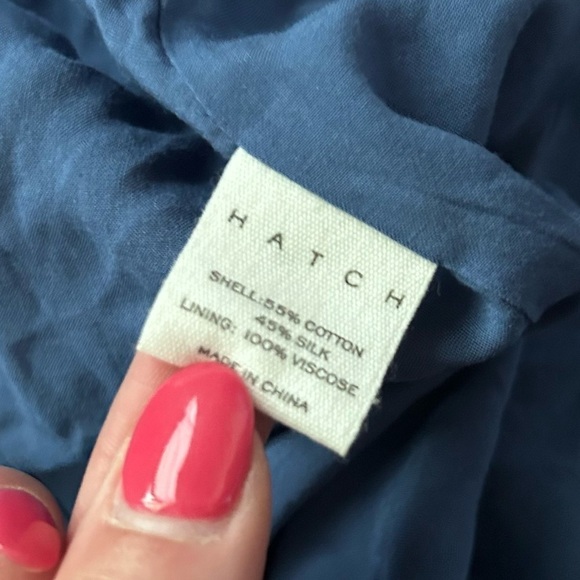 HATCH
SHELL: 55% COTTON
45% SILK
LINING: 100% VISCOSE
MADE IN CHINA